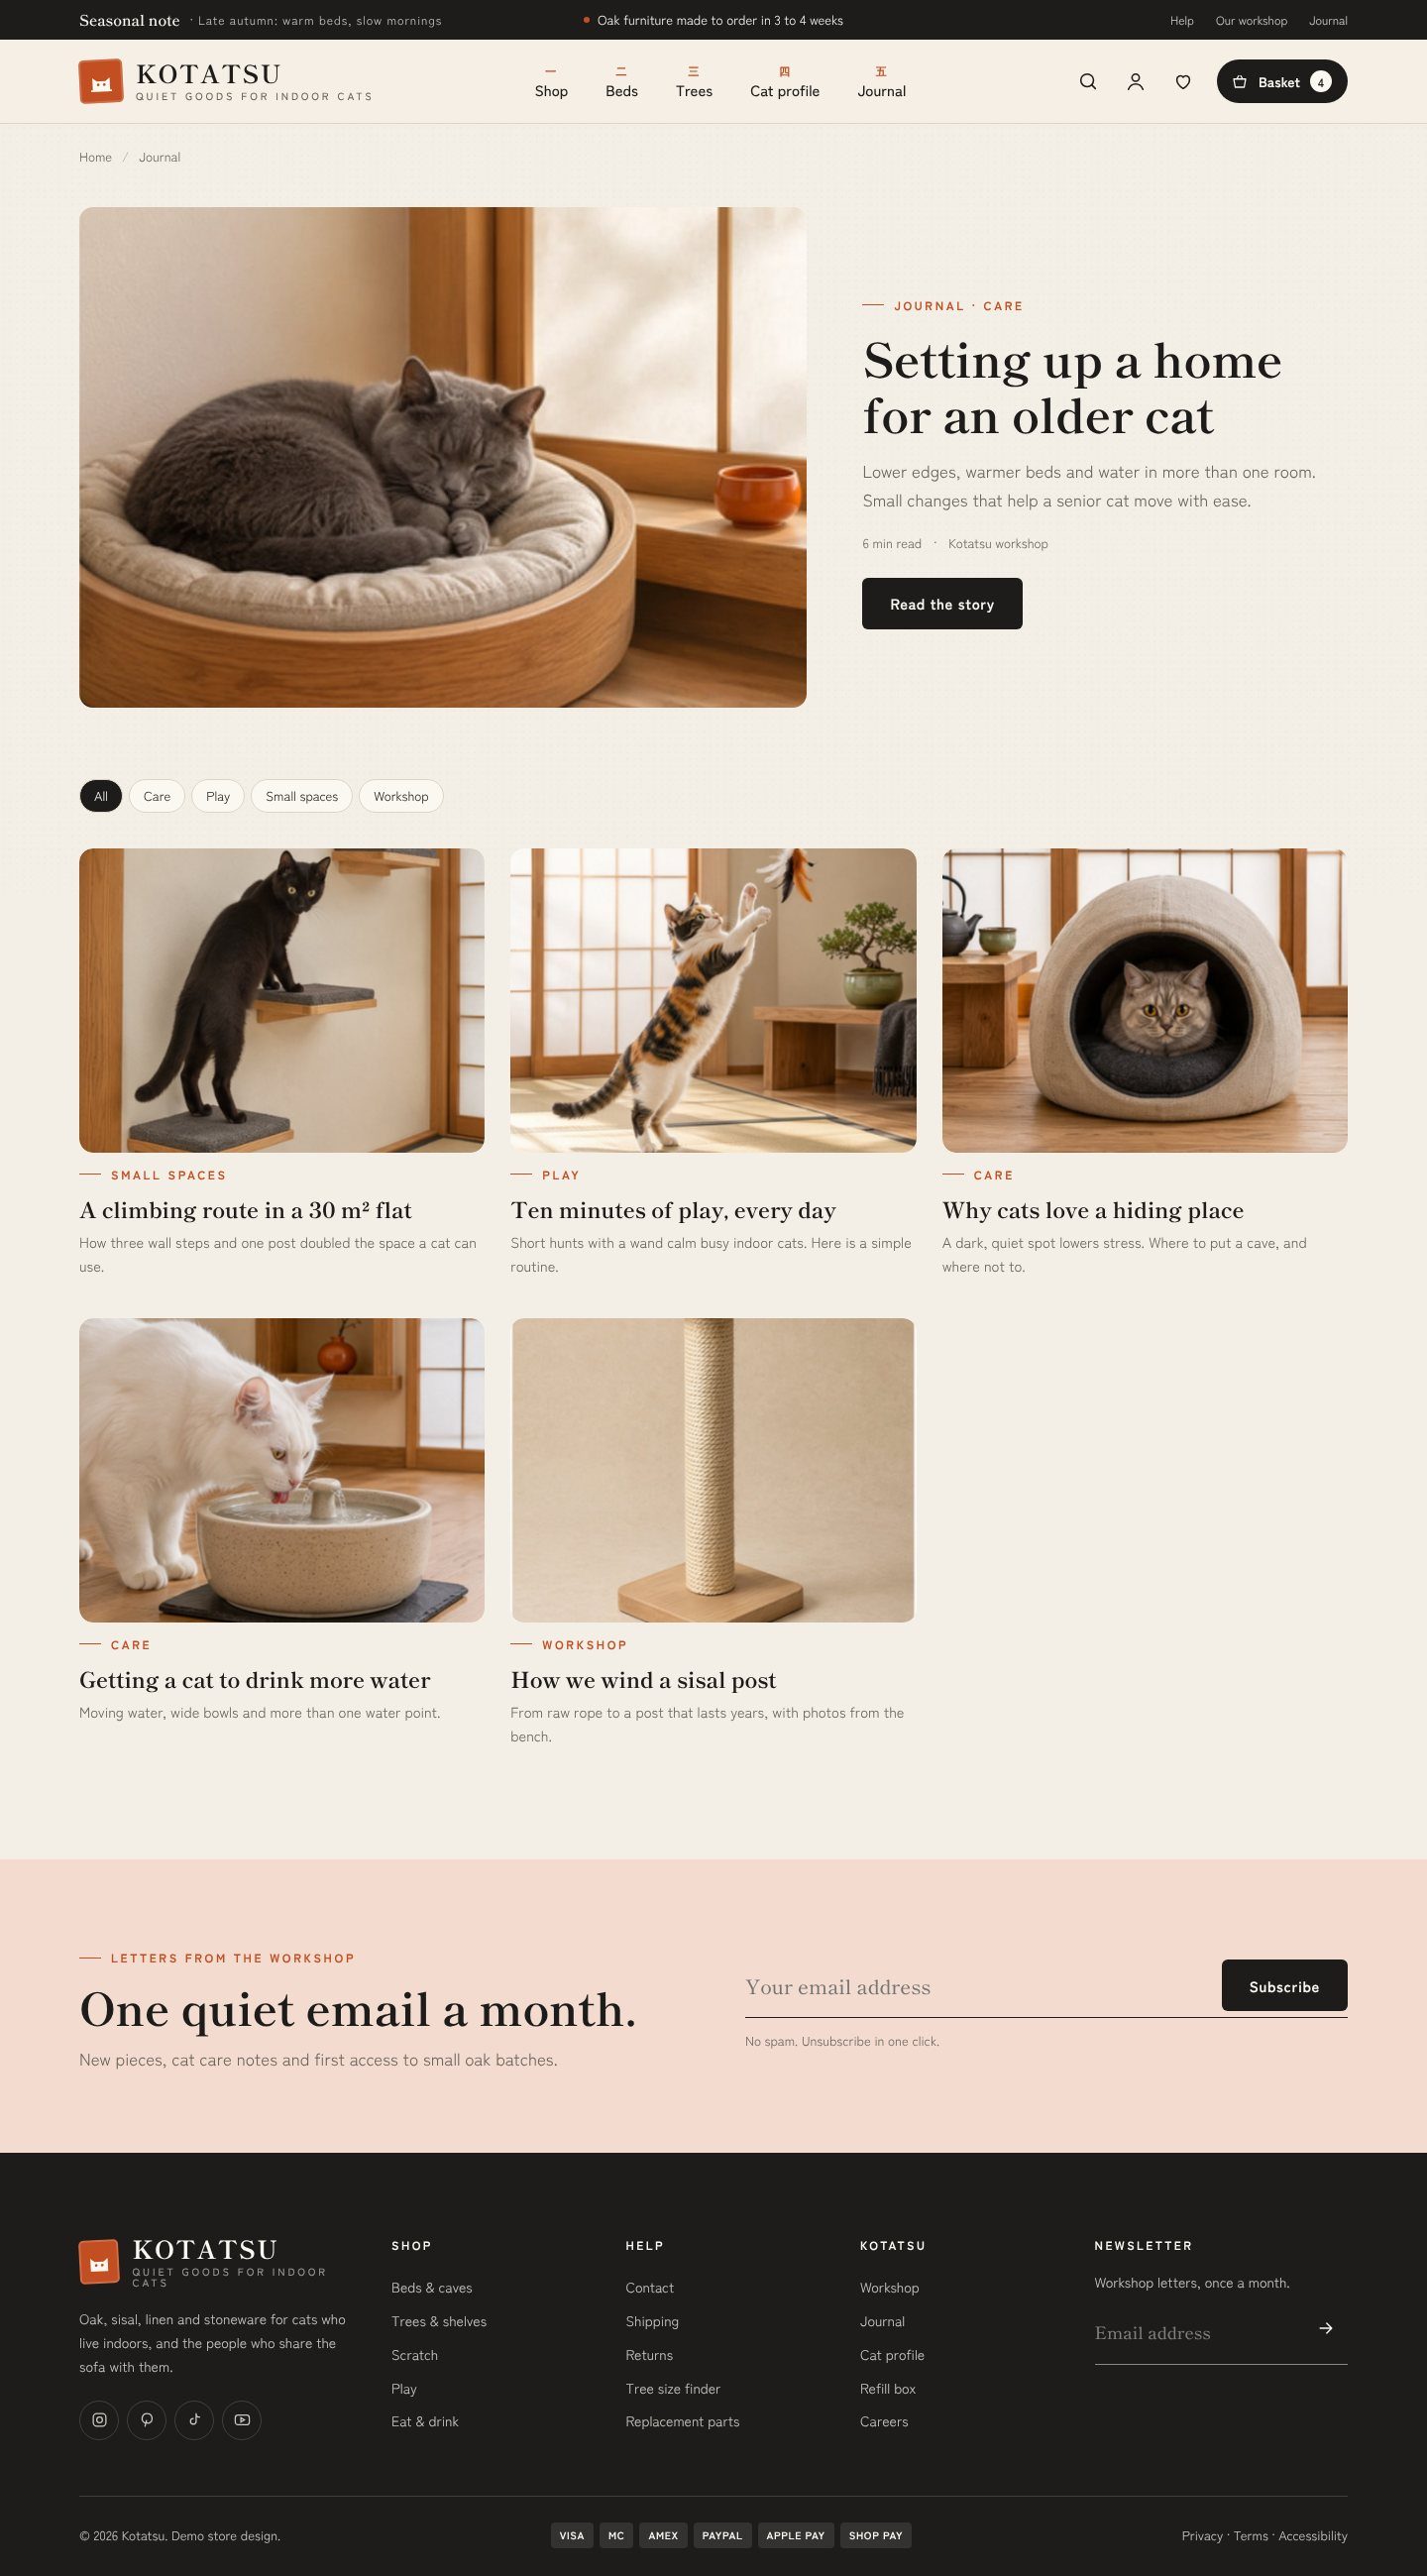 Seasonal note · Late autumn: warm beds, slow mornings
Oak furniture made to order in 3 to 4 weeks
Help Our workshop Journal
KOTATSU
QUIET GOODS FOR INDOOR CATS
一 二 三 四 五
Shop Beds Trees Cat profile Journal
Basket 4
Home / Journal
JOURNAL · CARE
Setting up a home
for an older cat
Lower edges, warmer beds and water in more than one room.
Small changes that help a senior cat move with ease.
6 min read · Kotatsu workshop
Read the story
All Care Play Small spaces Workshop
SMALL SPACES
A climbing route in a 30 m² flat
How three wall steps and one post doubled the space a cat can
use.
PLAY
Ten minutes of play, every day
Short hunts with a wand calm busy indoor cats. Here is a simple
routine.
CARE
Why cats love a hiding place
A dark, quiet spot lowers stress. Where to put a cave, and
where not to.
CARE
Getting a cat to drink more water
Moving water, wide bowls and more than one water point.
WORKSHOP
How we wind a sisal post
From raw rope to a post that lasts years, with photos from the
bench.
LETTERS FROM THE WORKSHOP
One quiet email a month.
New pieces, cat care notes and first access to small oak batches.
Your email address
Subscribe
No spam. Unsubscribe in one click.
KOTATSU
QUIET GOODS FOR INDOOR
CATS
Oak, sisal, linen and stoneware for cats who
live indoors, and the people who share the
sofa with them.
SHOP
Beds & caves
Trees & shelves
Scratch
Play
Eat & drink
HELP
Contact
Shipping
Returns
Tree size finder
Replacement parts
KOTATSU
Workshop
Journal
Cat profile
Refill box
Careers
NEWSLETTER
Workshop letters, once a month.
Email address
© 2026 Kotatsu. Demo store design.
VISA MC AMEX PAYPAL APPLE PAY SHOP PAY
Privacy · Terms · Accessibility